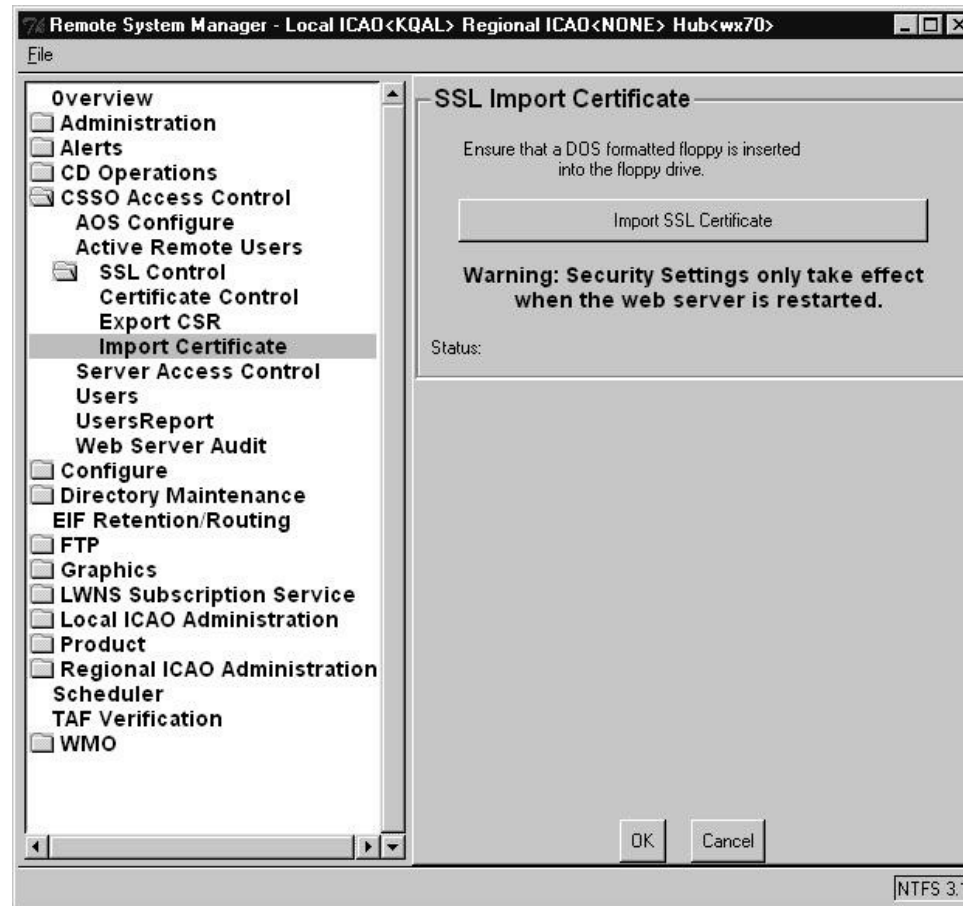 Remote System Manager - Local ICAO<KQAL> Regional ICAO<NONE> Hub<wx70>
File
Overview
Administration
Alerts
CD Operations
CSSO Access Control
AOS Configure
Active Remote Users
SSL Control
Certificate Control
Export CSR
Import Certificate
Server Access Control
Users
UsersReport
Web Server Audit
Configure
Directory Maintenance
EIF Retention/Routing
FTP
Graphics
LWNS Subscription Service
Local ICAO Administration
Product
Regional ICAO Administration
Scheduler
TAF Verification
WMO
SSL Import Certificate
Ensure that a DOS formatted floppy is inserted
into the floppy drive.
Import SSL Certificate
Warning: Security Settings only take effect
when the web server is restarted.
Status:
OK
Cancel
NTFS 3.